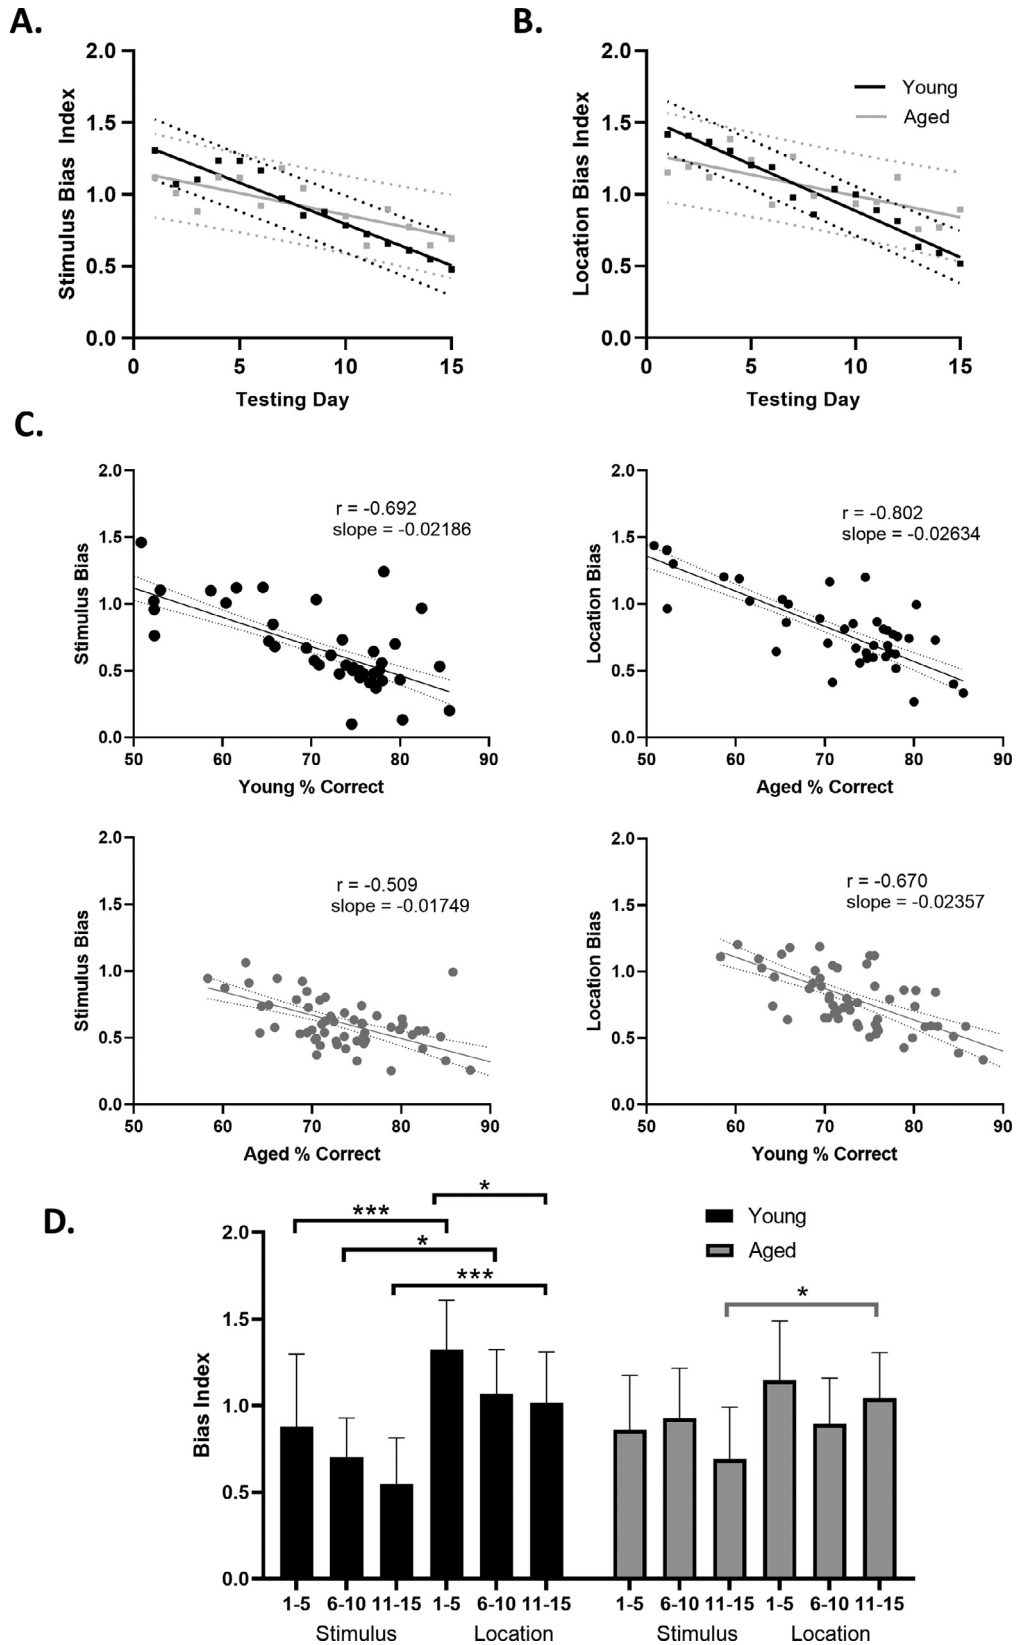 A.
B.
2.0
1.5
1.0
0.5
0.0
Stimulus Bias Index
0 5 10 15
Testing Day
2.0
1.5
1.0
0.5
0.0
Location Bias Index
0 5 10 15
Testing Day
Young
Aged
C.
2.0
1.5
1.0
0.5
0.0
Stimulus Bias
r = -0.692
slope = -0.02186
50 60 70 80 90
Young % Correct
2.0
1.5
1.0
0.5
0.0
Location Bias
r = -0.802
slope = -0.02634
50 60 70 80 90
Aged % Correct
2.0
1.5
1.0
0.5
0.0
Stimulus Bias
r = -0.509
slope = -0.01749
50 60 70 80 90
Aged % Correct
2.0
1.5
1.0
0.5
0.0
Location Bias
r = -0.670
slope = -0.02357
50 60 70 80 90
Young % Correct
D.
*
***
*
***
*
Young
Aged
2.0
1.5
1.0
0.5
0.0
Bias Index
1-5 6-10 11-15 1-5 6-10 11-15 1-5 6-10 11-15 1-5 6-10 11-15
Stimulus Location Stimulus Location